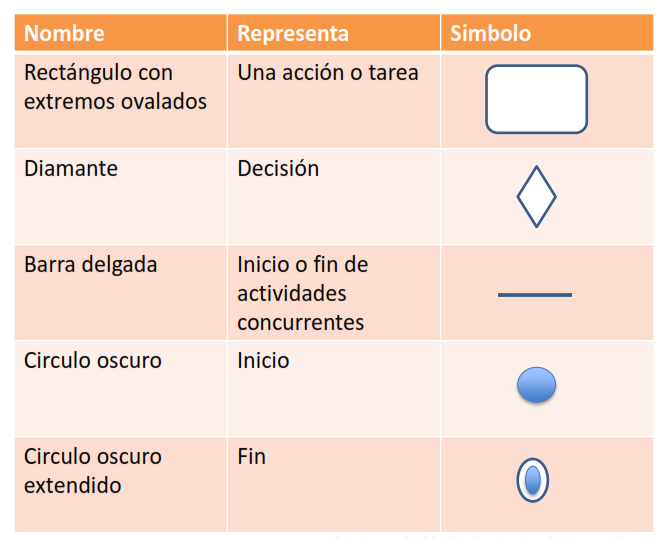 Nombre
Representa
Simbolo
Rectángulo con
extremos ovalados
Una acción o tarea
Diamante
Decisión
Barra delgada
Inicio o fin de
actividades
concurrentes
Circulo oscuro
Inicio
Circulo oscuro
extendido
Fin